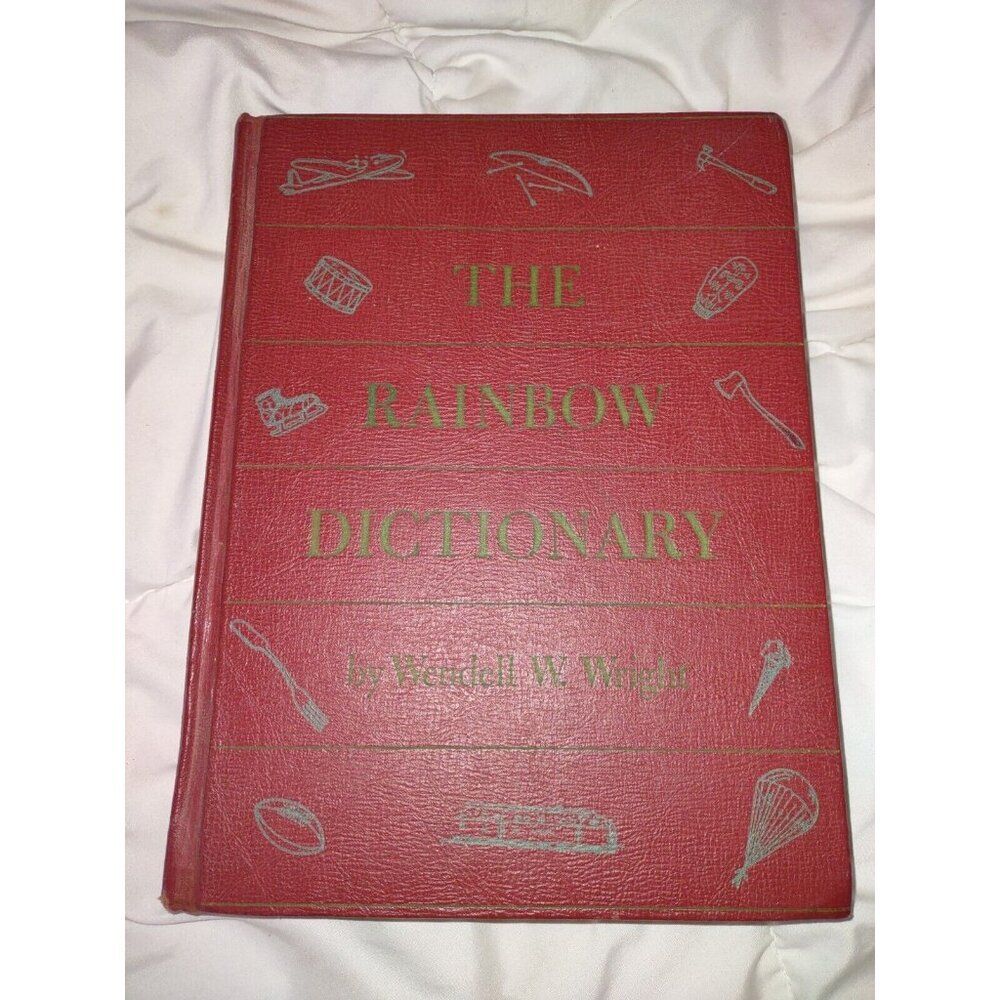 THE
RAINBOW
DICTIONARY
by Wendell W. Wright